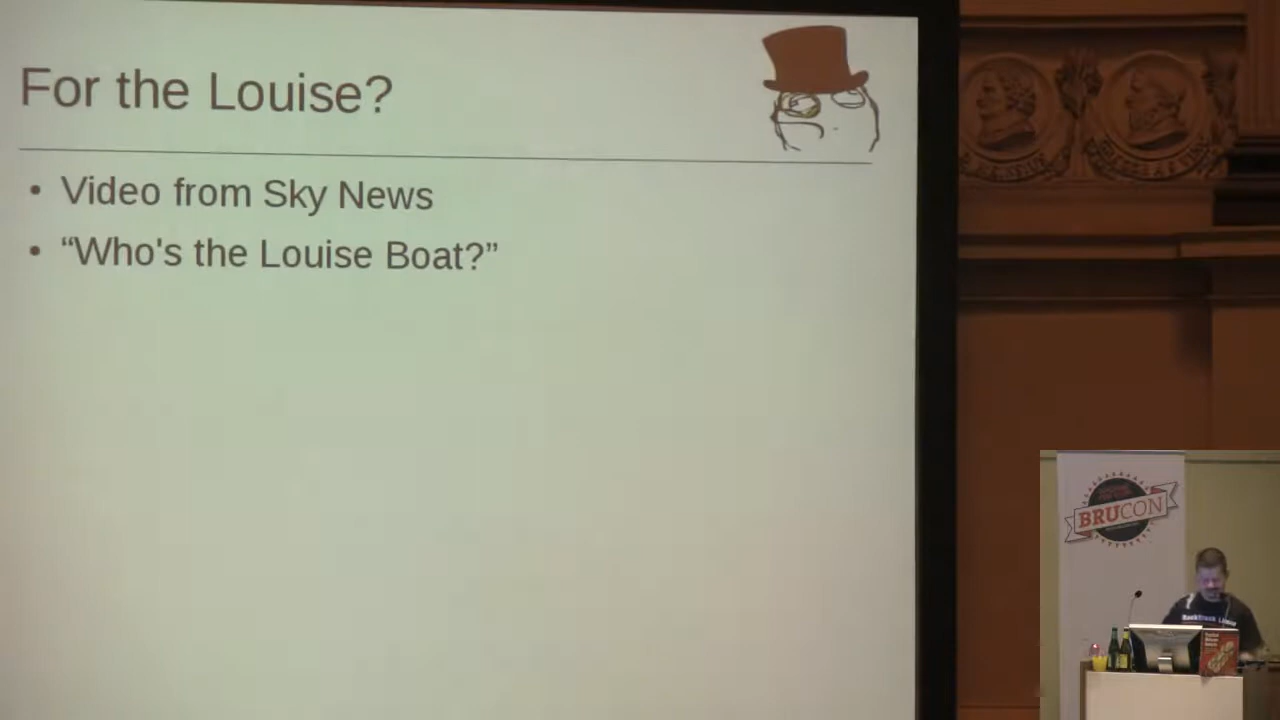 For the Louise?
• Video from Sky News
• “Who's the Louise Boat?”
BRUCON